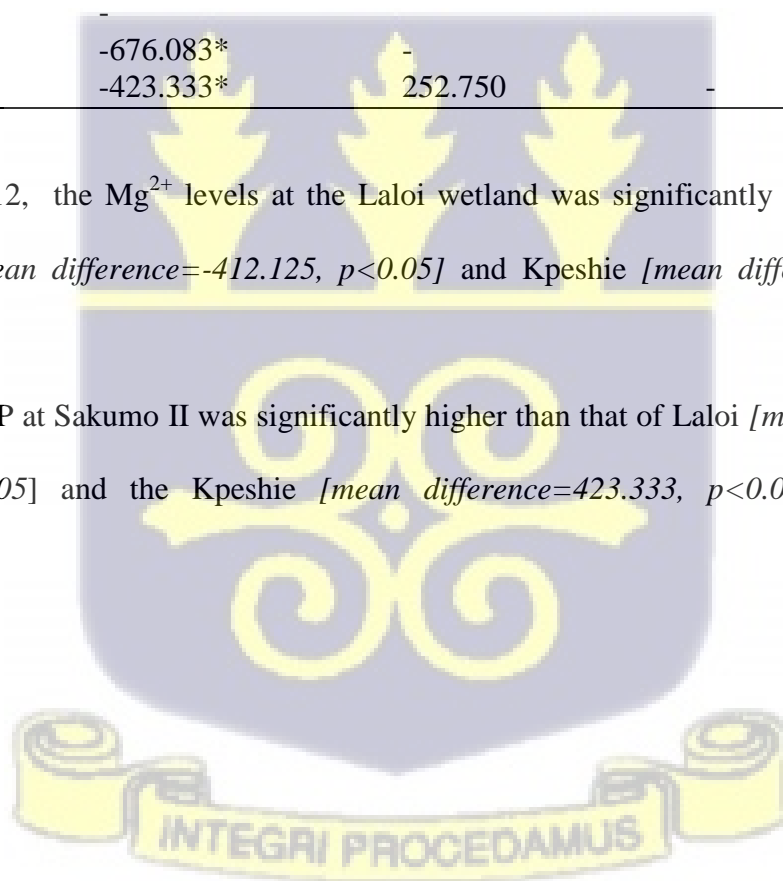 -
-676.083* -
-423.333* 252.750 -
12, the Mg²⁺ levels at the Laloi wetland was significantly
ean difference=-412.125, p<0.05] and Kpeshie [mean diffe
P at Sakumo II was significantly higher than that of Laloi [m
05] and the Kpeshie [mean difference=423.333, p<0.0
INTEGRI PROCEDAMUS